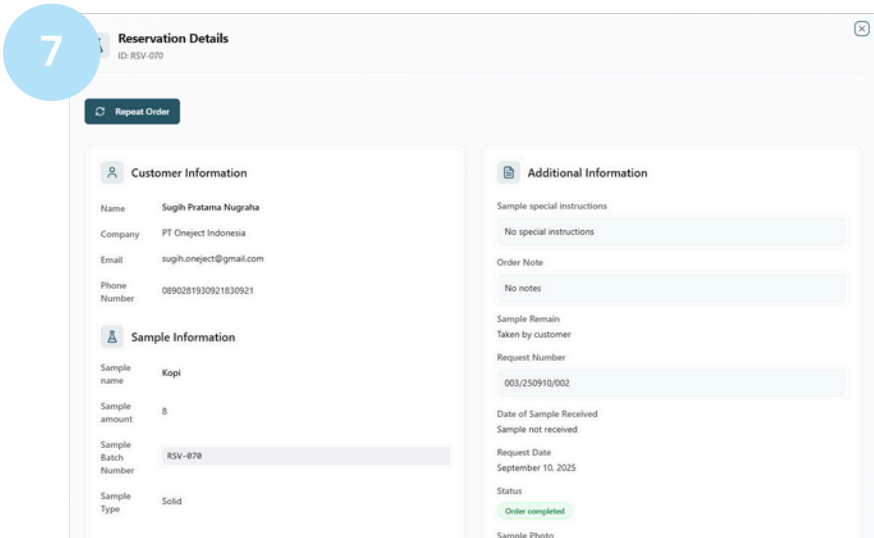 7
Reservation Details
ID: RSV-070
Repeat Order
Customer Information
Name
Sugih Pratama Nugraha
Company
PT Oneject Indonesia
Email
sugih.oneject@gmail.com
Phone
Number
0890281930921830921
Sample Information
Sample
name
Kopi
Sample
amount
8
Sample
Batch
Number
RSV-070
Sample
Type
Solid
Additional Information
Sample special instructions
No special instructions
Order Note
No notes
Sample Remain
Taken by customer
Request Number
003/250910/002
Date of Sample Received
Sample not received
Request Date
September 10, 2025
Status
Order completed
Sample Photo